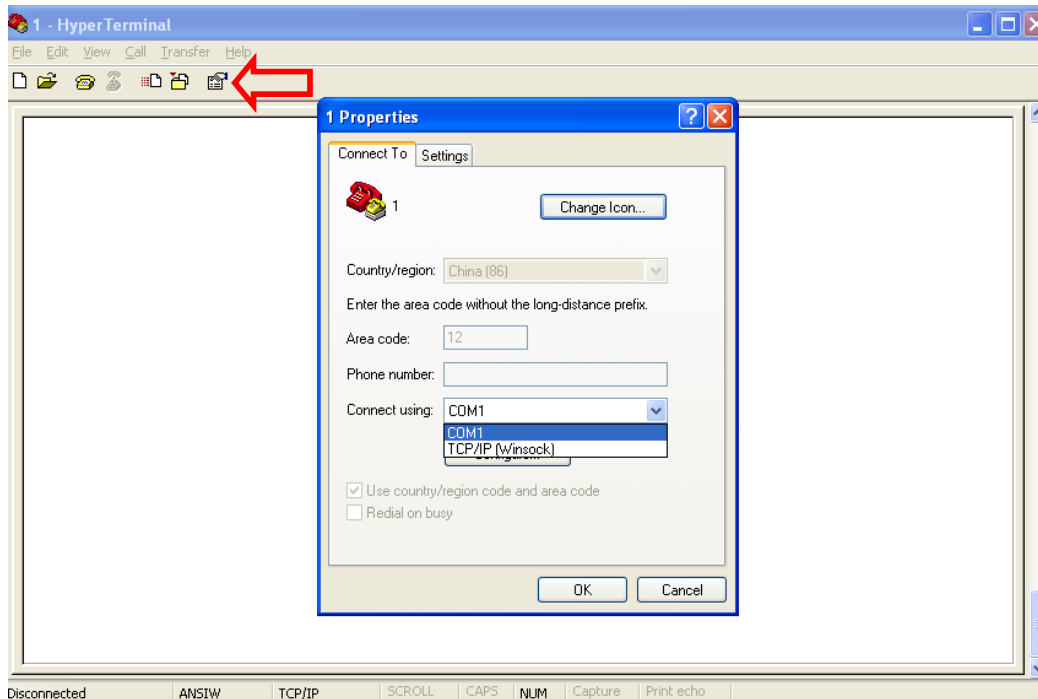 1 - HyperTerminal
File Edit View Call Transfer Help
1 Properties
Connect To Settings
1
Change Icon...
Country/region: China (86)
Enter the area code without the long-distance prefix.
Area code: 12
Phone number:
Connect using: COM1
COM1
TCP/IP (Winsock)
Use country/region code and area code
Redial on busy
OK Cancel
Disconnected ANSIW TCP/IP SCROLL CAPS NUM Capture Print echo